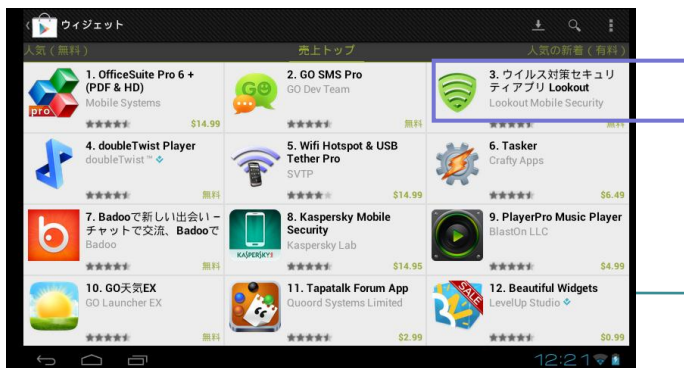 ウィジェット
人気(無料)
売上トップ
人気の新着(有料)
1. OfficeSuite Pro 6 +
(PDF & HD)
Mobile Systems
pro
$14.99
2. GO SMS Pro
GO Dev Team
GO
無料
3. ウイルス対策セキュリ
ティアプリ Lookout
Lookout Mobile Security
無料
4. doubleTwist Player
doubleTwist ™
無料
5. Wifi Hotspot & USB
Tether Pro
SVTP
$14.99
6. Tasker
Crafty Apps
$6.49
7. Badooで新しい出会い –
チャットで交流、Badooで
Badoo
b
無料
8. Kaspersky Mobile
Security
Kaspersky Lab
KASPERSKY
$14.95
9. PlayerPro Music Player
BlastOn LLC
$4.99
10. GO天気EX
GO Launcher EX
無料
11. Tapatalk Forum App
Quoord Systems Limited
$2.99
12. Beautiful Widgets
LevelUp Studio
SALE
$0.99
12:21